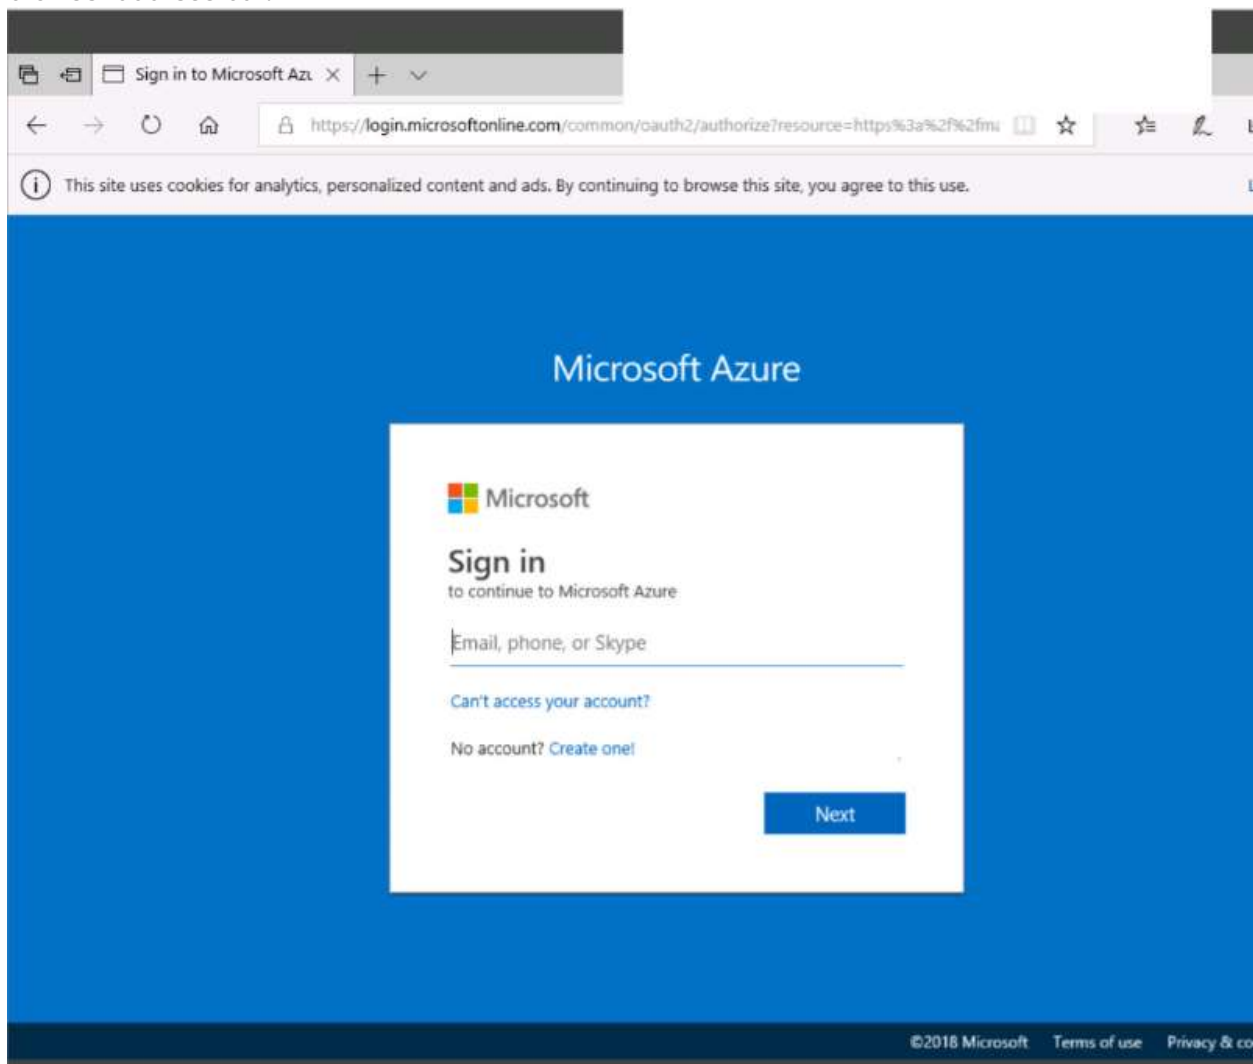 Sign in to Micro
https://login.microsoftonline.com/common/oauth2/authorize?resource=https%3a%2f%2fm
This site uses cookies for analytics, personalized content and ads. By continuing to browse this site, you agree to this use.
Microsoft Azure
Microsoft
Sign in
to continue to Microsoft Azure
Email, phone, or Skype
Can't access your account?
No account? Create one!
Next
©2018 Microsoft Terms of use Privacy & co